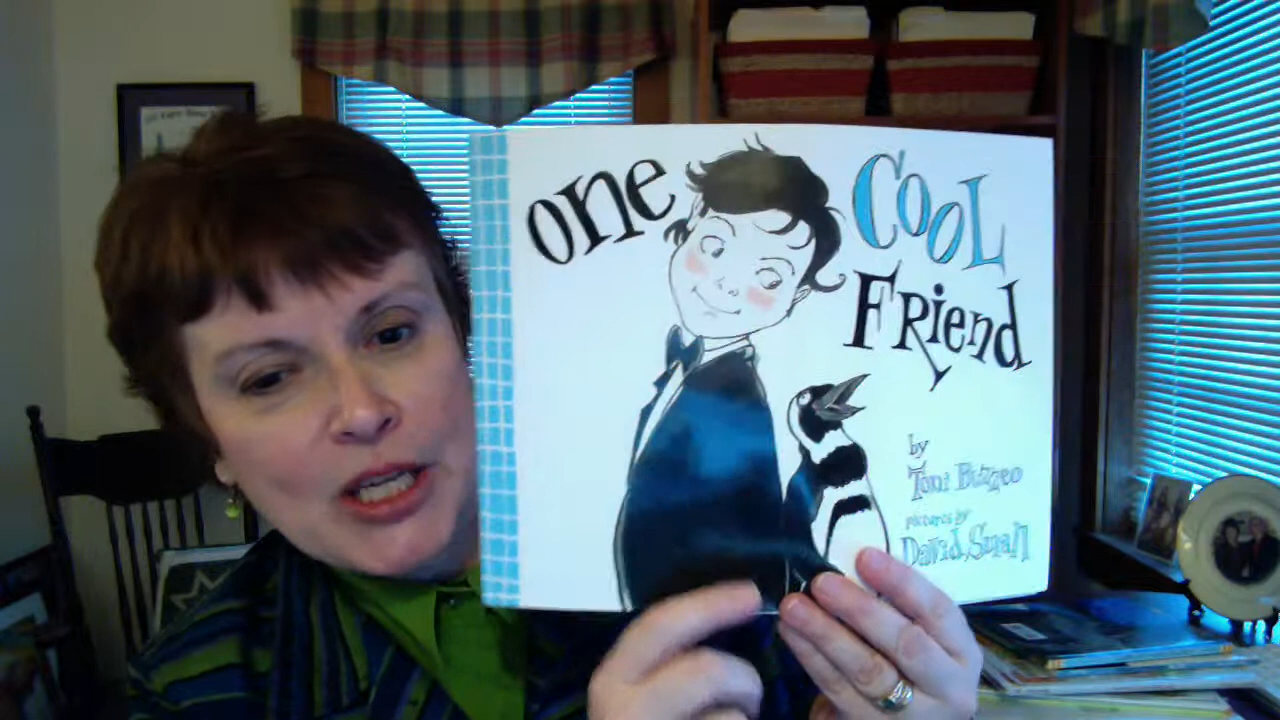 one
Cool
Friend
by
Toni Buzzeo
pictures by
David Small